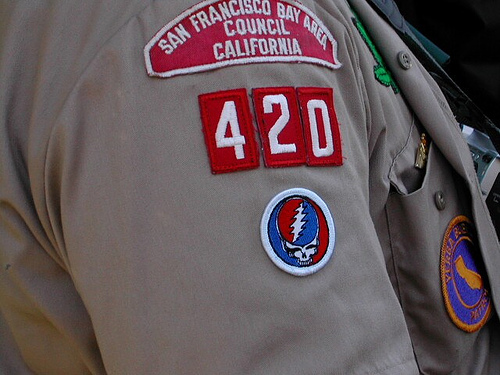 SAN FRANCISCO BAY AREA
COUNCIL
CALIFORNIA
420